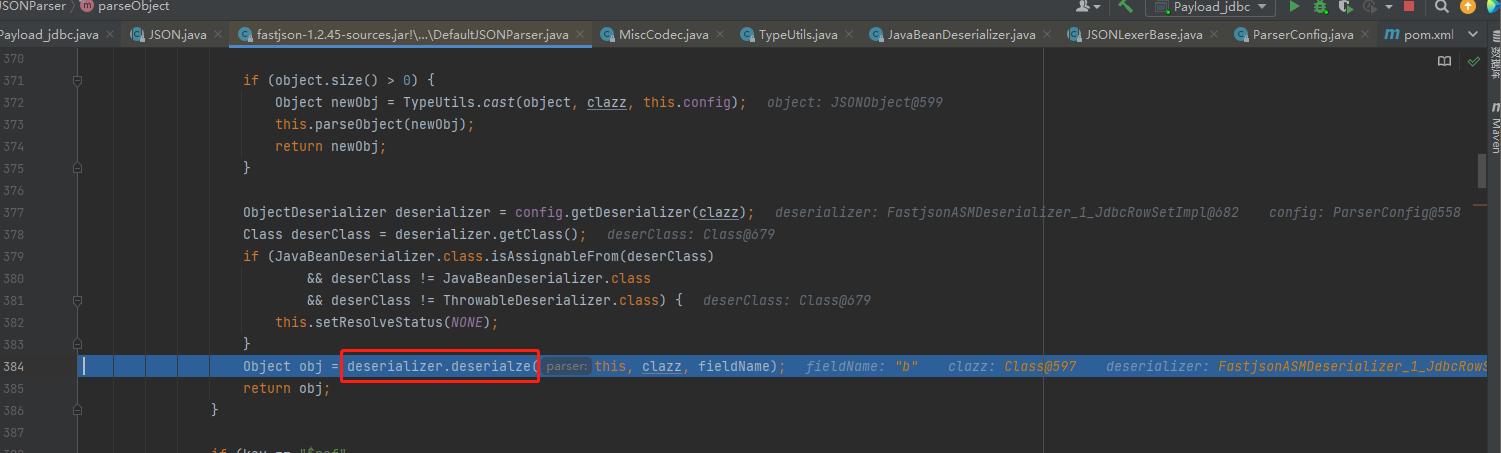 JSONParser > m parseObject Payload_jdbc
Payload_jdbc.java JSON.java fastjson-1.2.45-sources.jar!\...\DefaultJSONParser.java MiscCodec.java TypeUtils.java JavaBeanDeserializer.java JSONLexerBase.java ParserConfig.java m pom.xml
数据库
m Maven
370
371 if (object.size() > 0) {
372 Object newObj = TypeUtils.cast(object, clazz, this.config); object: JSONObject@599
373 this.parseObject(newObj);
374 return newObj;
375 }
376
377 ObjectDeserializer deserializer = config.getDeserializer(clazz); deserializer: FastjsonASMDeserializer_1_JdbcRowSetImpl@682 config: ParserConfig@558
378 Class deserClass = deserializer.getClass(); deserClass: Class@679
379 if (JavaBeanDeserializer.class.isAssignableFrom(deserClass)
380 && deserClass != JavaBeanDeserializer.class
381 && deserClass != ThrowableDeserializer.class) { deserClass: Class@679
382 this.setResolveStatus(NONE);
383 }
384 Object obj = deserializer.deserialze( parser: this, clazz, fieldName); fieldName: "b" clazz: Class@597 deserializer: FastjsonASMDeserializer_1_JdbcRowS
385 return obj;
386 }
387